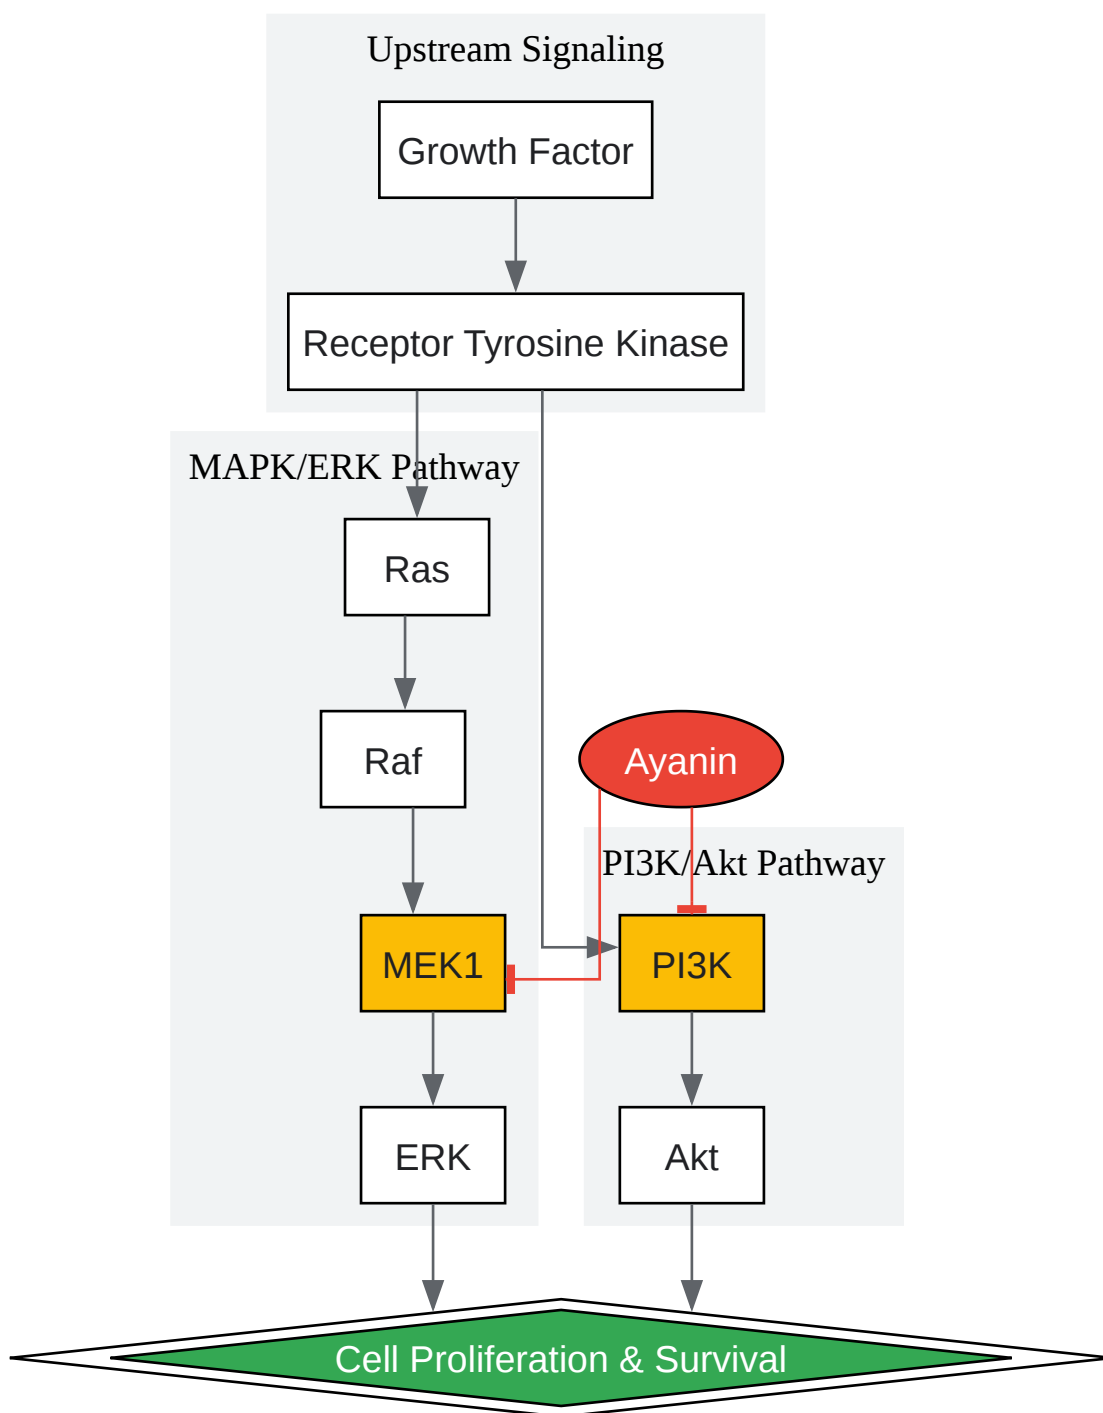 Upstream Signaling
Growth Factor
Receptor Tyrosine Kinase
MAPK/ERK Pathway
Ras
Raf
Ayanin
PI3K/Akt Pathway
MEK1
PI3K
ERK
Akt
Cell Proliferation & Survival